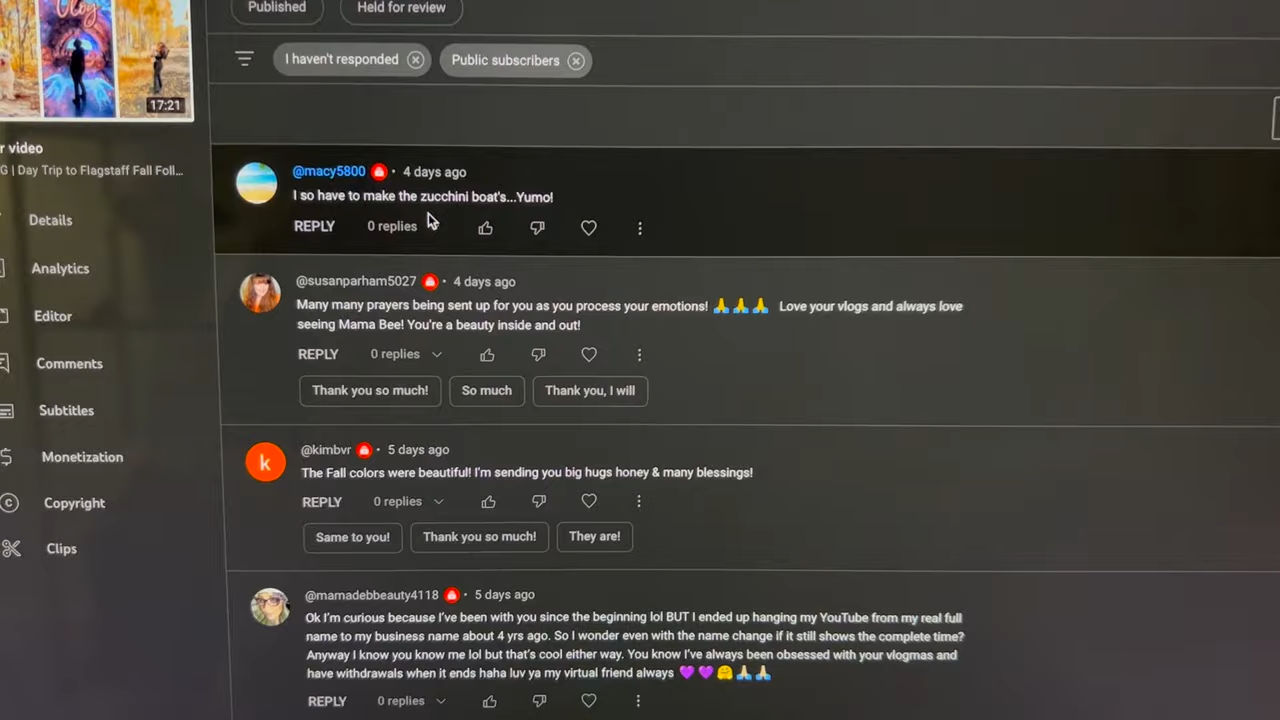 Published
Held for review
Vlog
17:21
I haven't responded
Public subscribers
r video
G | Day Trip to Flagstaff Fall Foll...
Details
Analytics
Editor
Comments
Subtitles
Monetization
Copyright
Clips
@macy5800 • 4 days ago
I so have to make the zucchini boat's...Yumo!
REPLY 0 replies
@susanparham5027 • 4 days ago
Many many prayers being sent up for you as you process your emotions! 🙏🙏🙏 Love your vlogs and always love
seeing Mama Bee! You're a beauty inside and out!
REPLY 0 replies
Thank you so much! So much Thank you, I will
k
@kimbvr • 5 days ago
The Fall colors were beautiful! I'm sending you big hugs honey & many blessings!
REPLY 0 replies
Same to you! Thank you so much! They are!
@mamadebbeauty4118 • 5 days ago
Ok I'm curious because I've been with you since the beginning lol BUT I ended up hanging my YouTube from my real full
name to my business name about 4 yrs ago. So I wonder even with the name change if it still shows the complete time?
Anyway I know you know me lol but that's cool either way. You know I've always been obsessed with your vlogmas and
have withdrawals when it ends haha luv ya my virtual friend always 💜💜🤗🙏🏻🙏🏻
REPLY 0 replies